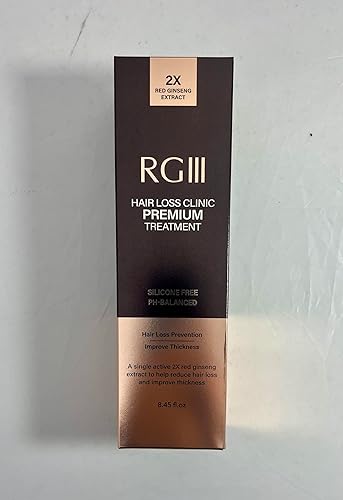 2X
RED GINSENG
EXTRACT
RGIII
HAIR LOSS CLINIC
PREMIUM
TREATMENT
SILICONE FREE
PH-BALANCED
Hair Loss Prevention
Improve Thickness
A single active 2X red ginseng
extract to help reduce hair loss
and improve thickness
8.45 fl.oz